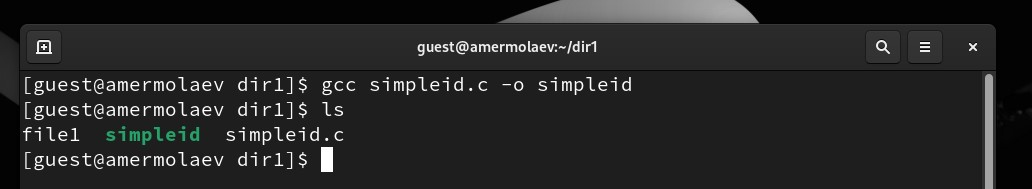 guest@amermolaev:~/dir1
[guest@amermolaev dir1]$ gcc simpleid.c -o simpleid
[guest@amermolaev dir1]$ ls
file1  simpleid  simpleid.c
[guest@amermolaev dir1]$